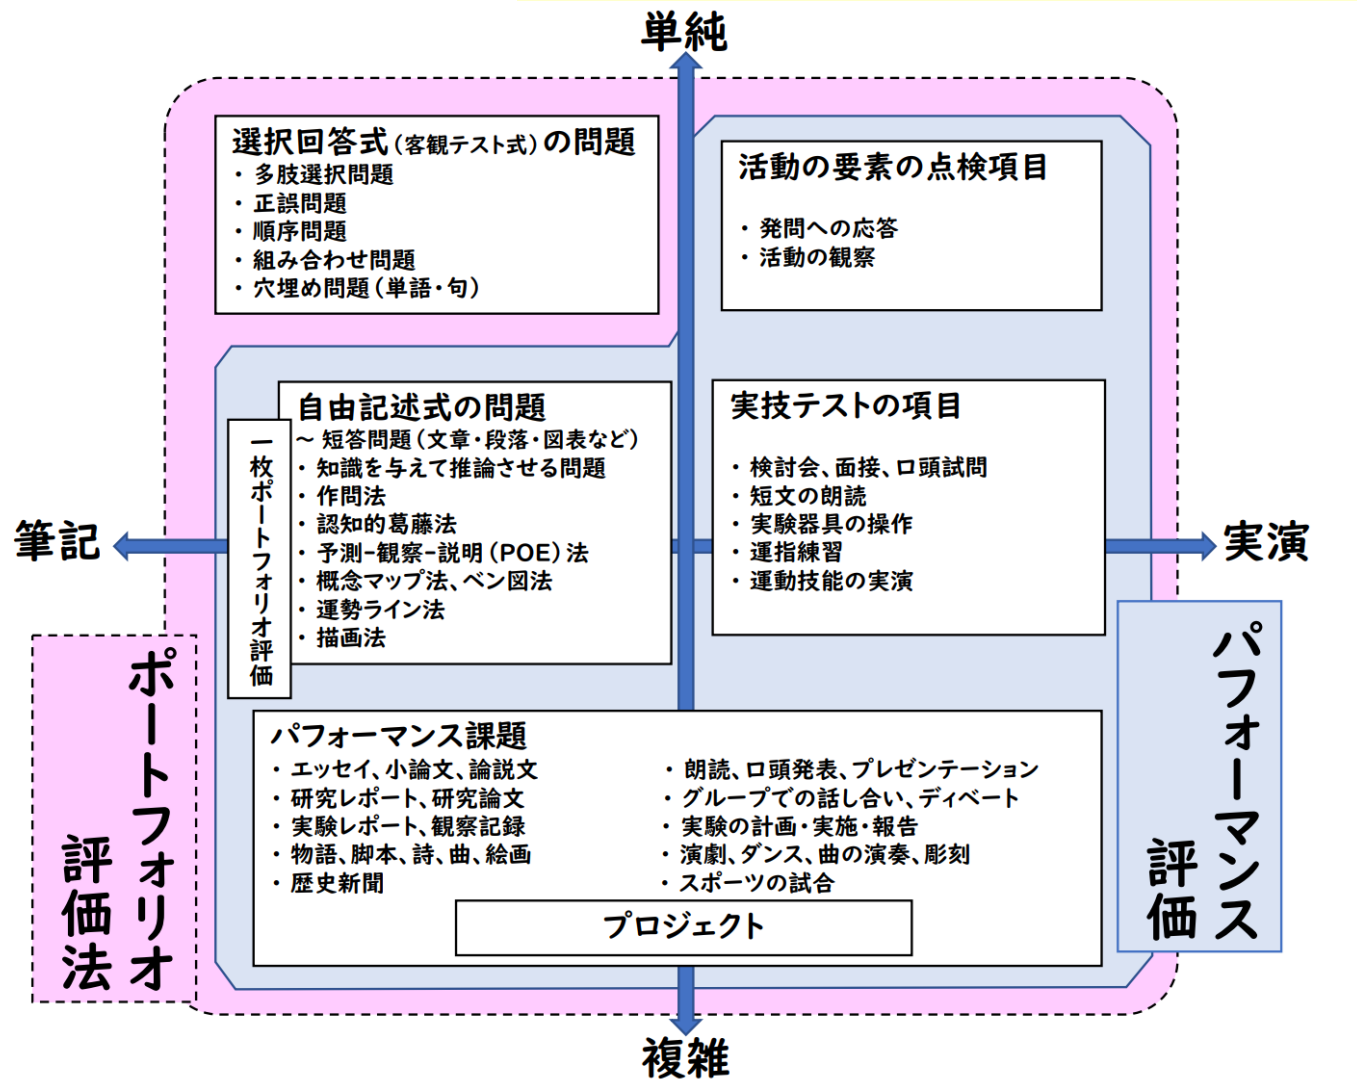 単純
選択回答式（客観テスト式）の問題
・ 多肢選択問題
・ 正誤問題
・ 順序問題
・ 組み合わせ問題
・ 穴埋め問題（単語・句）
活動の要素の点検項目
・ 発問への応答
・ 活動の観察
自由記述式の問題
～ 短答問題（文章・段落・図表など）
・ 知識を与えて推論させる問題
・ 作問法
・ 認知的葛藤法
・ 予測-観察-説明（POE）法
・ 概念マップ法、ベン図法
・ 運勢ライン法
・ 描画法
一枚ポートフォリオ評価
実技テストの項目
・ 検討会、面接、口頭試問
・ 短文の朗読
・ 実験器具の操作
・ 運指練習
・ 運動技能の実演
筆記
実演
パフォーマンス課題
・ エッセイ、小論文、論説文
・ 研究レポート、研究論文
・ 実験レポート、観察記録
・ 物語、脚本、詩、曲、絵画
・ 歴史新聞
・ 朗読、口頭発表、プレゼンテーション
・ グループでの話し合い、ディベート
・ 実験の計画・実施・報告
・ 演劇、ダンス、曲の演奏、彫刻
・ スポーツの試合
プロジェクト
ポートフォリオ
評価法
パフォーマンス
評価
複雑